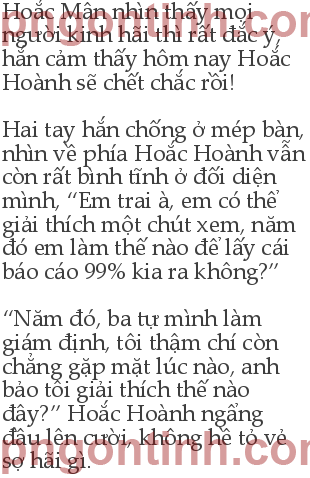 Hoắc Mân nhìn thấy mọi
người kinh hãi thì rất đắc ý,
hắn cảm thấy hôm nay Hoắc
Hoành sẽ chết chắc rồi!
Hai tay hắn chống ở mép bàn,
nhìn về phía Hoắc Hoành vẫn
còn rất bình tĩnh ở đối diện
mình, “Em trai à, em có thể
giải thích một chút xem, năm
đó em làm thế nào để lấy cái
báo cáo 99% kia ra không?”
“Năm đó, ba tự mình làm
giám định, tôi thậm chí còn
chẳng gặp mặt lúc nào, anh
bảo tôi giải thích thế nào
đây?” Hoắc Hoành ngẩng
đầu lên cười, không hề tỏ vẻ
sợ hãi gì.
pngontinh.com
pngontinh.com